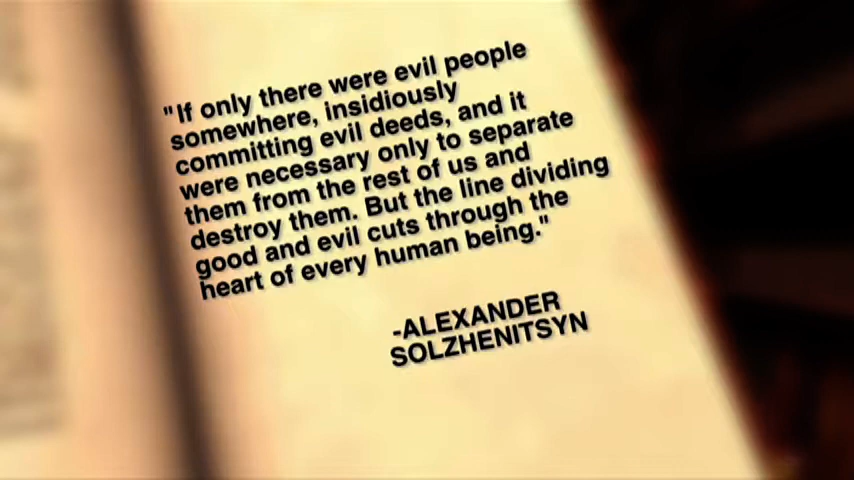 "If only there were evil people
somewhere, insidiously
committing evil deeds, and it
were necessary only to separate
them from the rest of us and
destroy them. But the line dividing
good and evil cuts through the
heart of every human being."
-ALEXANDER
SOLZHENITSYN